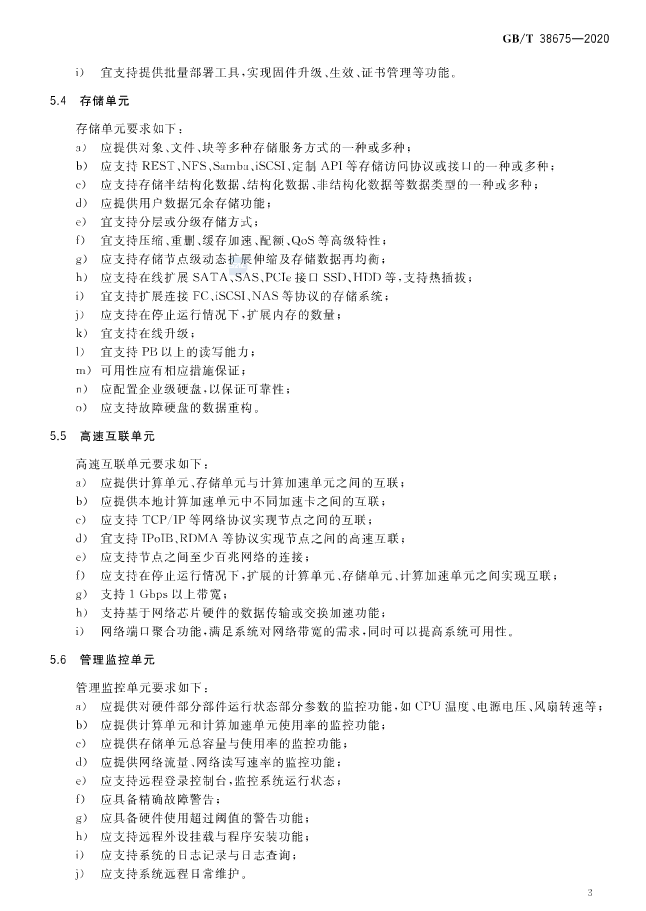 GB/T 38675—2020
i) 宜支持提供批量部署工具,实现固件升级、生效、证书管理等功能。
5.4 存储单元
存储单元要求如下:
a) 应提供对象、文件、块等多种存储服务方式的一种或多种;
b) 应支持 REST、NFS、Samba、iSCSI、定制 API 等存储访问协议或接口的一种或多种;
c) 应支持存储半结构化数据、结构化数据、非结构化数据等数据类型的一种或多种;
d) 应提供用户数据冗余存储功能;
e) 宜支持分层或分级存储方式;
f) 宜支持压缩、重删、缓存加速、配额、QoS 等高级特性;
g) 应支持存储节点级动态扩展伸缩及存储数据再均衡;
h) 应支持在线扩展 SATA、SAS、PCIe 接口 SSD、HDD 等,支持热插拔;
i) 宜支持扩展连接 FC、iSCSI、NAS 等协议的存储系统;
j) 应支持在停止运行情况下,扩展内存的数量;
k) 宜支持在线升级;
l) 宜支持 PB 以上的读写能力;
m) 可用性应有相应措施保证;
n) 应配置企业级硬盘,以保证可靠性;
o) 应支持故障硬盘的数据重构。
5.5 高速互联单元
高速互联单元要求如下:
a) 应提供计算单元、存储单元与计算加速单元之间的互联;
b) 应提供本地计算加速单元中不同加速卡之间的互联;
c) 应支持 TCP/IP 等网络协议实现节点之间的互联;
d) 宜支持 IPoIB、RDMA 等协议实现节点之间的高速互联;
e) 应支持节点之间至少百兆网络的连接;
f) 应支持在停止运行情况下,扩展的计算单元、存储单元、计算加速单元之间实现互联;
g) 支持 1 Gbps 以上带宽;
h) 支持基于网络芯片硬件的数据传输或交换加速功能;
i) 网络端口聚合功能,满足系统对网络带宽的需求,同时可以提高系统可用性。
5.6 管理监控单元
管理监控单元要求如下:
a) 应提供对硬件部分部件运行状态部分参数的监控功能,如 CPU 温度、电源电压、风扇转速等;
b) 应提供计算单元和计算加速单元使用率的监控功能;
c) 应提供存储单元总容量与使用率的监控功能;
d) 应提供网络流量、网络读写速率的监控功能;
e) 应支持远程登录控制台,监控系统运行状态;
f) 应具备精确故障警告;
g) 应具备硬件使用超过阈值的警告功能;
h) 应支持远程外设挂载与程序安装功能;
i) 应支持系统的日志记录与日志查询;
j) 应支持系统远程日常维护。
3